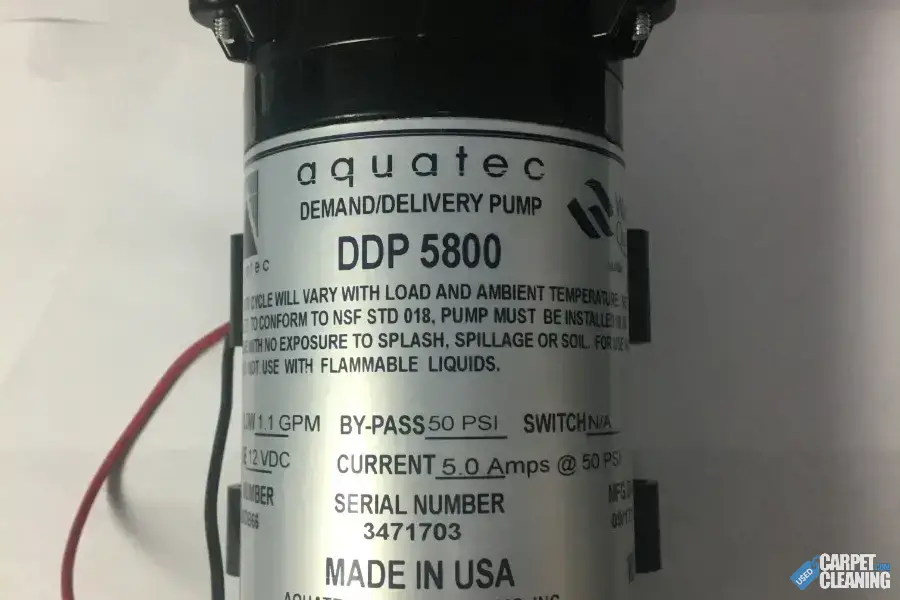 aquatec
DEMAND/DELIVERY PUMP
DDP 5800
CYCLE WILL VARY WITH LOAD AND AMBIENT TEMPERATURE.
TO CONFORM TO NSF STD 018, PUMP MUST BE INSTALLED
WITH NO EXPOSURE TO SPLASH, SPILLAGE OR SOIL. FOR USE
NOT USE WITH FLAMMABLE LIQUIDS.
1.1 GPM BY-PASS 50 PSI SWITCH N/A
12 VDC CURRENT 5.0 Amps @ 50 PSI
SERIAL NUMBER
3471703
MADE IN USA
USED CARPET CLEANING .COM